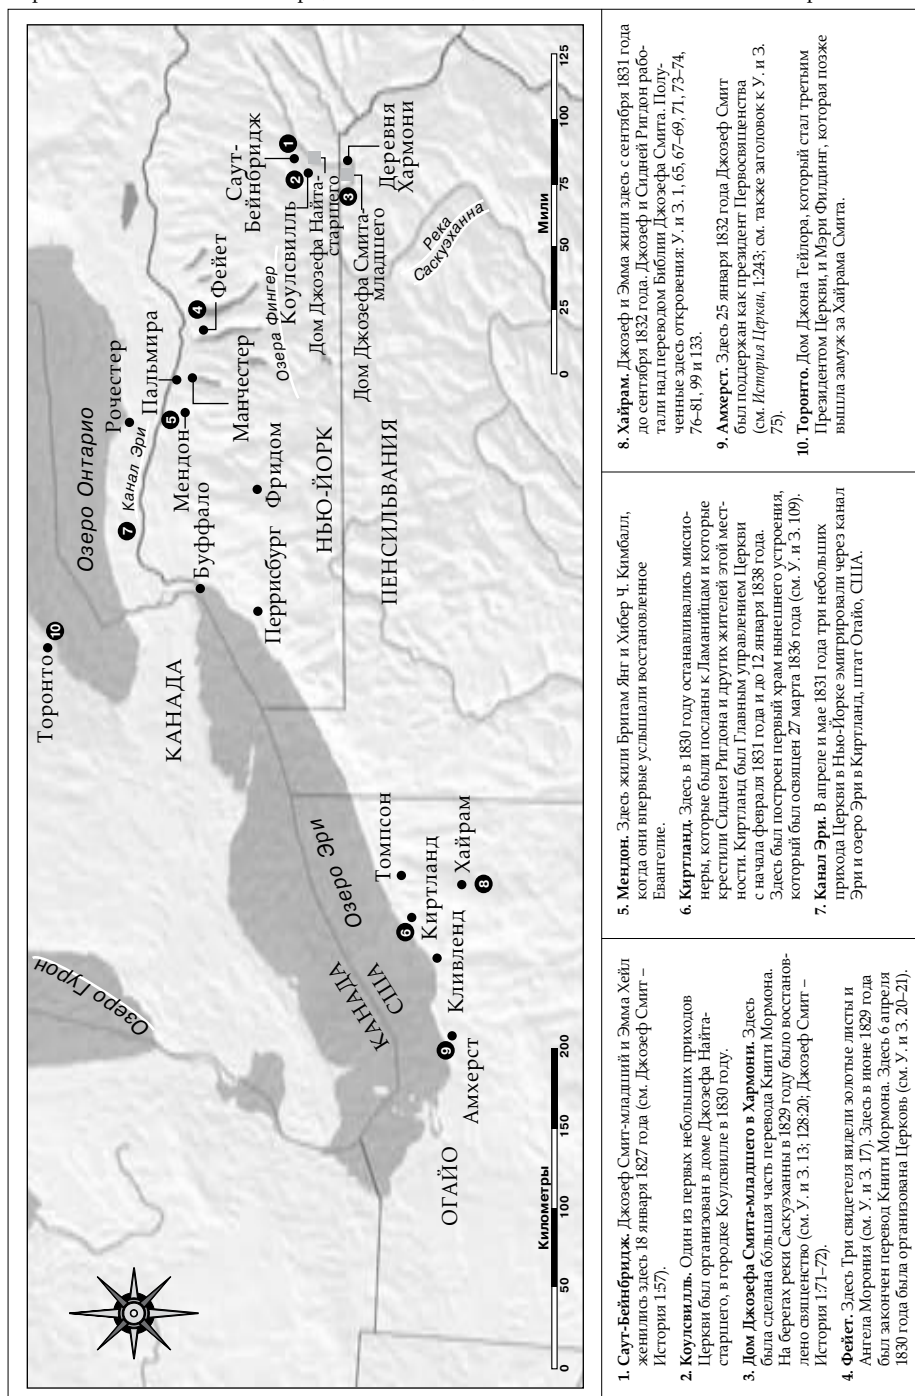 Торонто
10
Озеро Онтарио
Рочестер
7
Канал Эри
Пальмира
5
Мендон
Манчестер
4
Фейет
Озера Фингер
Саут-
Бейнбридж
1
2
Коулсвилль
Дом Джозефа Найта-
старшего
3
Дом Джозефа Смита-
младшего
Деревня
Хармони
Река
Саскуэханна
Буффало
Перрисбург
Фридом
НЬЮ-ЙОРК
ПЕНСИЛЬВАНИЯ
КАНАДА
Озеро Гурон
Озеро Эри
КАНАДА
США
Томпсон
6
Киртланд
Хайрам
8
Кливленд
9
Амхерст
ОГАЙО
Километры
0 50 100 150 200
Мили
0 25 50 75 100 125
1. Саут-Бейнбридж. Джозеф Смит-младший и Эмма Хейл
женились здесь 18 января 1827 года (см. Джозеф Смит –
История 1:57).
2. Коулсвилль. Один из первых небольших приходов
Церкви был организован в доме Джозефа Найта-
старшего, в городке Коулсвилле в 1830 году.
3. Дом Джозефа Смита-младшего в Хармони. Здесь
была сделана бóльшая часть перевода Книги Мормона.
На берегах реки Саскуэханны в 1829 году было восстанов-
лено священство (см. У. и З. 13; 128:20; Джозеф Смит –
История 1:71–72).
4. Фейет. Здесь Три свидетеля видели золотые листы и
Ангела Морония (см. У. и З. 17). Здесь в июне 1829 года
был закончен перевод Книги Мормона. Здесь 6 апреля
1830 года была организована Церковь (см. У. и З. 20–21).
5. Мендон. Здесь жили Бригам Янг и Хибер Ч. Кимбалл,
когда они впервые услышали восстановленное
Евангелие.
6. Киртланд. Здесь в 1830 году останавливались миссио-
неры, которые были посланы к Ламанийцам и которые
крестили Сиднея Ригдона и других жителей этой мест-
ности. Киртланд был Главным управлением Церкви
с начала февраля 1831 года и до 12 января 1838 года.
Здесь был построен первый храм нынешнего устроения,
который был освящен 27 марта 1836 года (см. У. и З. 109).
7. Канал Эри. В апреле и мае 1831 года три небольших
прихода Церкви в Нью-Йорке эмигрировали через канал
Эри и озеро Эри в Киртланд, штат Огайо, США.
8. Хайрам. Джозеф и Эмма жили здесь с сентября 1831 года
до сентября 1832 года. Джозеф и Сидней Ригдон рабо-
тали над переводом Библии Джозефа Смита. Полу-
ченные здесь откровения: У. и З. 1, 65, 67–69, 71, 73–74,
76–81, 99 и 133.
9. Амхерст. Здесь 25 января 1832 года Джозеф Смит
был поддержан как президент Первосвященства
(см. История Церкви, 1:243; см. также заголовок к У. и З.
75).
10. Торонто. Дом Джона Тейлора, который стал третьим
Президентом Церкви, и Мэри Филдинг, которая позже
вышла замуж за Хайрама Смита.